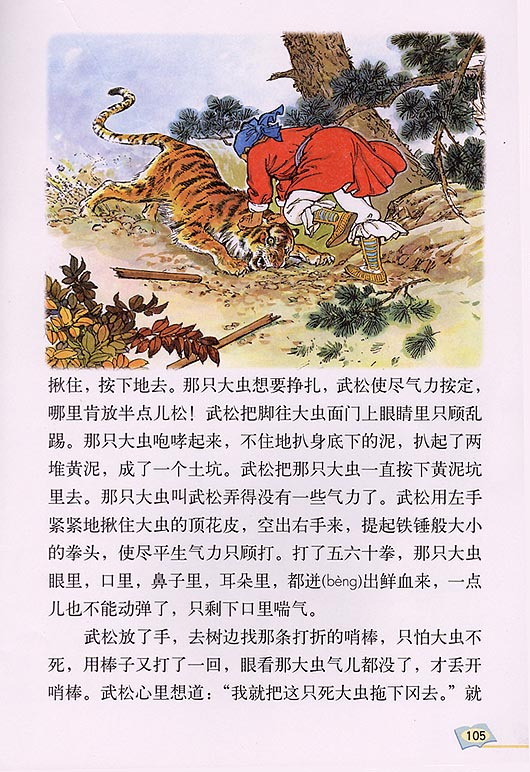 揪住，按下地去。那只大虫想要挣扎，武松使尽气力按定，
哪里肯放半点儿松！武松把脚往大虫面门上眼睛里只顾乱
踢。那只大虫咆哮起来，不住地扒身底下的泥，扒起了两
堆黄泥，成了一个土坑。武松把那只大虫一直按下黄泥坑
里去。那只大虫叫武松弄得没有一些气力了。武松用左手
紧紧地揪住大虫的顶花皮，空出右手来，提起铁锤般大小
的拳头，使尽平生气力只顾打。打了五六十拳，那只大虫
眼里，口里，鼻子里，耳朵里，都迸(bèng)出鲜血来，一点
儿也不能动弹了，只剩下口里喘气。
武松放了手，去树边找那条打折的哨棒，只怕大虫不
死，用棒子又打了一回，眼看那大虫气儿都没了，才丢开
哨棒。武松心里想道：“我就把这只死大虫拖下冈去。”就
105